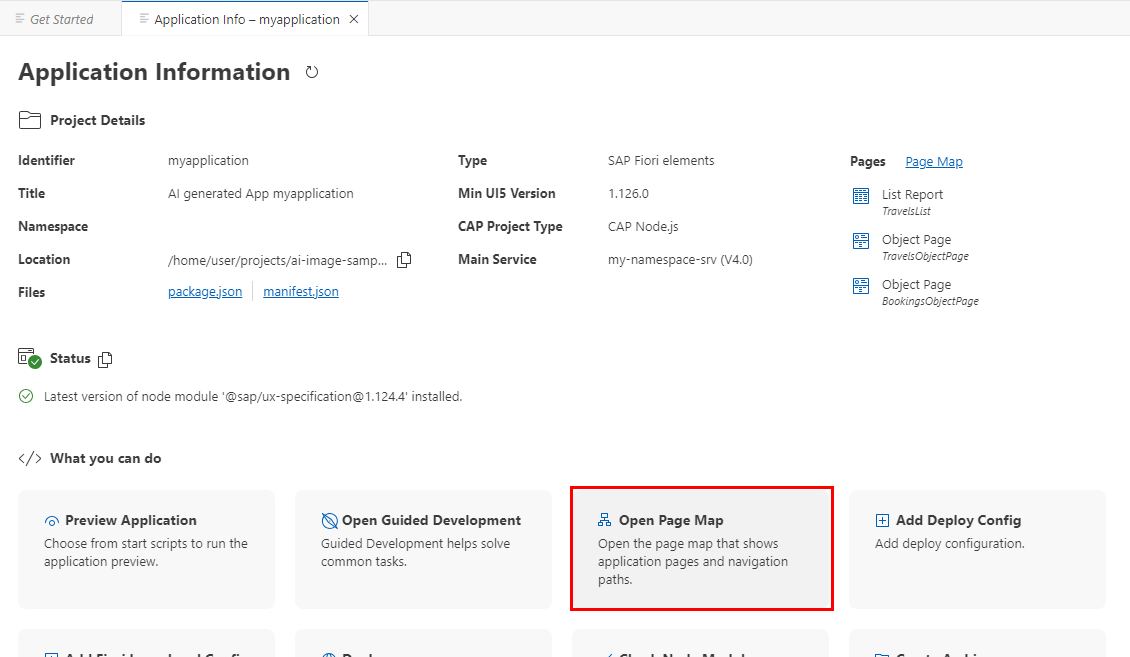 Get Started
Application Info – myapplication
Application Information
Project Details
Identifier myapplication
Title AI generated App myapplication
Namespace
Location /home/user/projects/ai-image-samp...
Files package.json manifest.json
Type SAP Fiori elements
Min UI5 Version 1.126.0
CAP Project Type CAP Node.js
Main Service my-namespace-srv (V4.0)
Pages Page Map
List Report
TravelsList
Object Page
TravelsObjectPage
Object Page
BookingsObjectPage
Status
Latest version of node module '@sap/ux-specification@1.124.4' installed.
What you can do
Preview Application
Choose from start scripts to run the
application preview.
Open Guided Development
Guided Development helps solve
common tasks.
Open Page Map
Open the page map that shows
application pages and navigation
paths.
Add Deploy Config
Add deploy configuration.